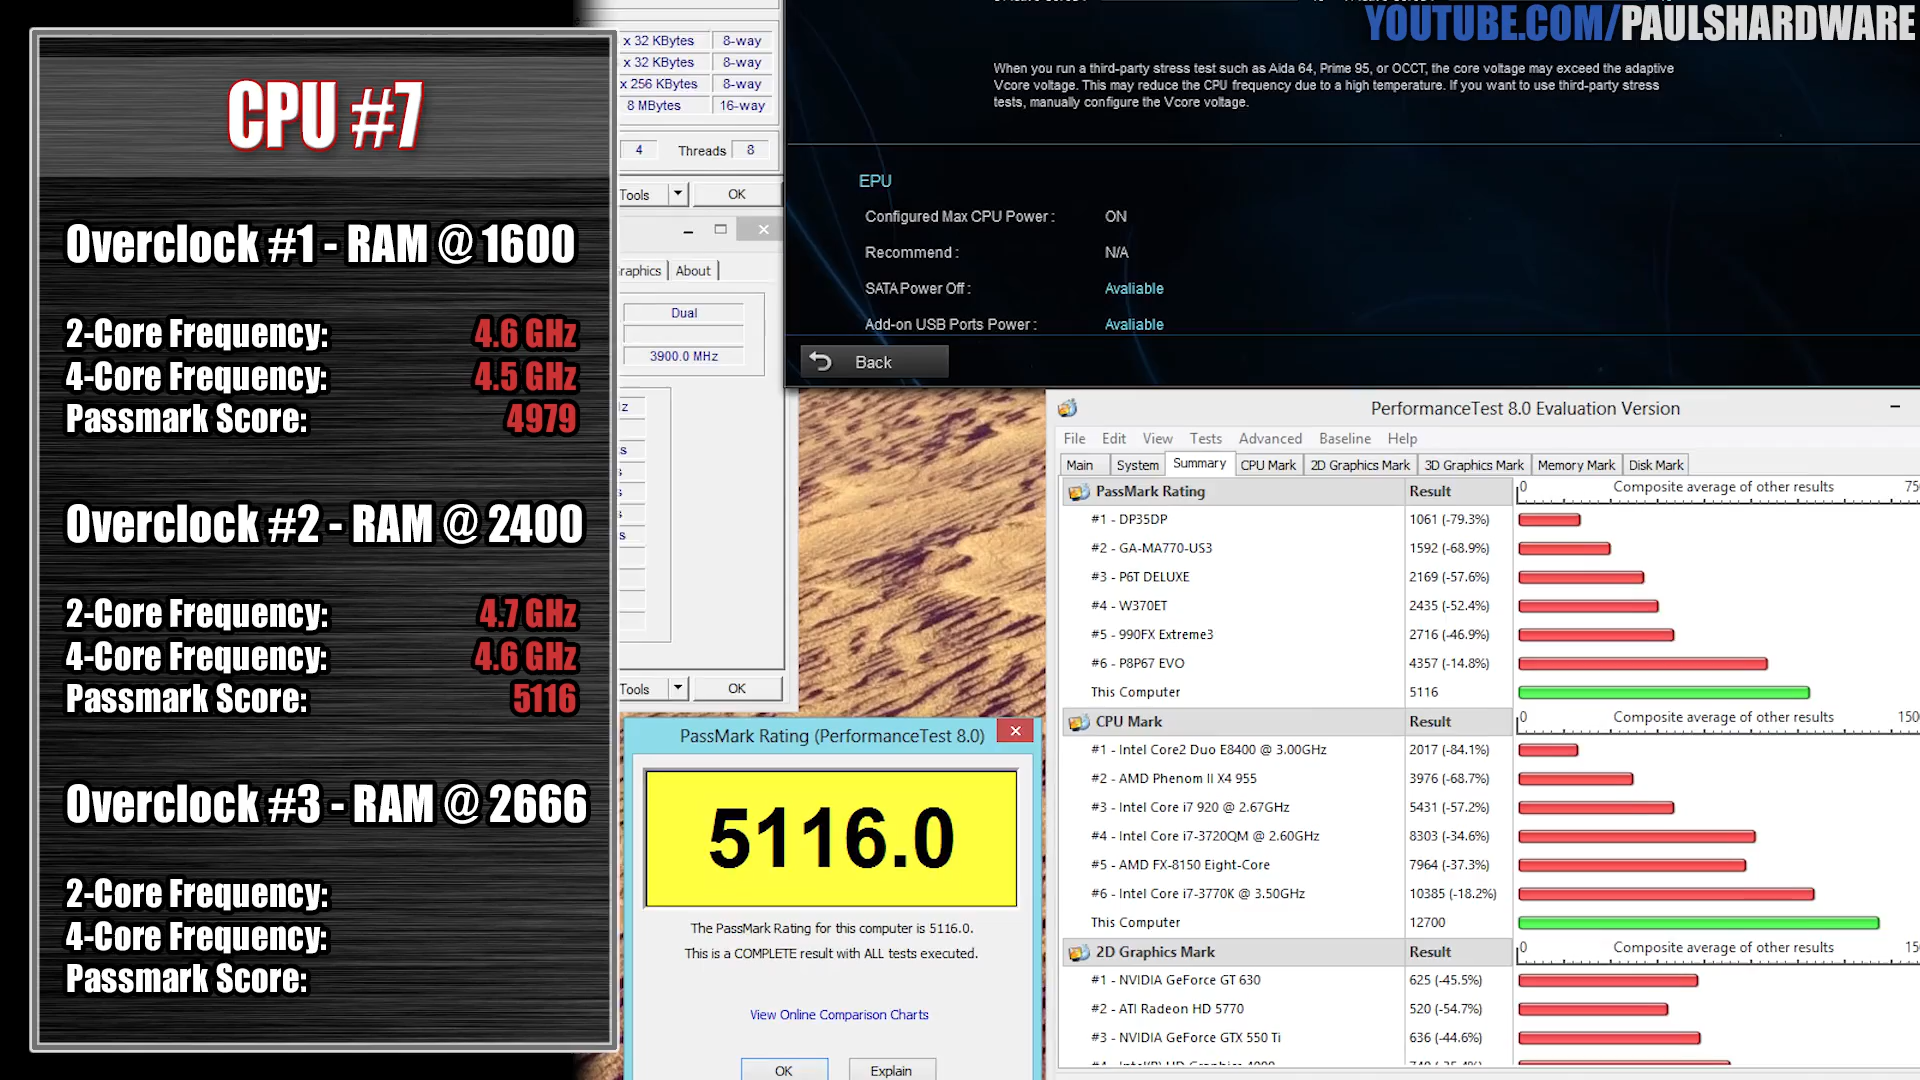 YOUTUBE.COM/PAULSHARDWARE
CPU #7
Overclock #1 - RAM @ 1600
2-Core Frequency: 4.6 GHz
4-Core Frequency: 4.5 GHz
Passmark Score: 4979
Overclock #2 - RAM @ 2400
2-Core Frequency: 4.7 GHz
4-Core Frequency: 4.6 GHz
Passmark Score: 5116
Overclock #3 - RAM @ 2666
2-Core Frequency:
4-Core Frequency:
Passmark Score:
x 32 KBytes 8-way
x 32 KBytes 8-way
x 256 KBytes 8-way
8 MBytes 16-way
4 Threads 8
Tools OK
raphics About
Dual
3900.0 MHz
Tools OK
When you run a third-party stress test such as Aida 64, Prime 95, or OCCT, the core voltage may exceed the adaptive
Vcore voltage. This may reduce the CPU frequency due to a high temperature. If you want to use third-party stress
tests, manually configure the Vcore voltage.
EPU
Configured Max CPU Power : ON
Recommend : N/A
SATA Power Off : Avaliable
Add-on USB Ports Power : Avaliable
Back
PassMark Rating (PerformanceTest 8.0)
5116.0
The PassMark Rating for this computer is 5116.0.
This is a COMPLETE result with ALL tests executed.
View Online Comparison Charts
OK Explain
PerformanceTest 8.0 Evaluation Version
File Edit View Tests Advanced Baseline Help
Main System Summary CPU Mark 2D Graphics Mark 3D Graphics Mark Memory Mark Disk Mark
PassMark Rating Result 0 Composite average of other results 75
#1 - DP35DP 1061 (-79.3%)
#2 - GA-MA770-US3 1592 (-68.9%)
#3 - P6T DELUXE 2169 (-57.6%)
#4 - W370ET 2435 (-52.4%)
#5 - 990FX Extreme3 2716 (-46.9%)
#6 - P8P67 EVO 4357 (-14.8%)
This Computer 5116
CPU Mark Result 0 Composite average of other results 150
#1 - Intel Core2 Duo E8400 @ 3.00GHz 2017 (-84.1%)
#2 - AMD Phenom II X4 955 3976 (-68.7%)
#3 - Intel Core i7 920 @ 2.67GHz 5431 (-57.2%)
#4 - Intel Core i7-3720QM @ 2.60GHz 8303 (-34.6%)
#5 - AMD FX-8150 Eight-Core 7964 (-37.3%)
#6 - Intel Core i7-3770K @ 3.50GHz 10385 (-18.2%)
This Computer 12700
2D Graphics Mark Result 0 Composite average of other results 15
#1 - NVIDIA GeForce GT 630 625 (-45.5%)
#2 - ATI Radeon HD 5770 520 (-54.7%)
#3 - NVIDIA GeForce GTX 550 Ti 636 (-44.6%)